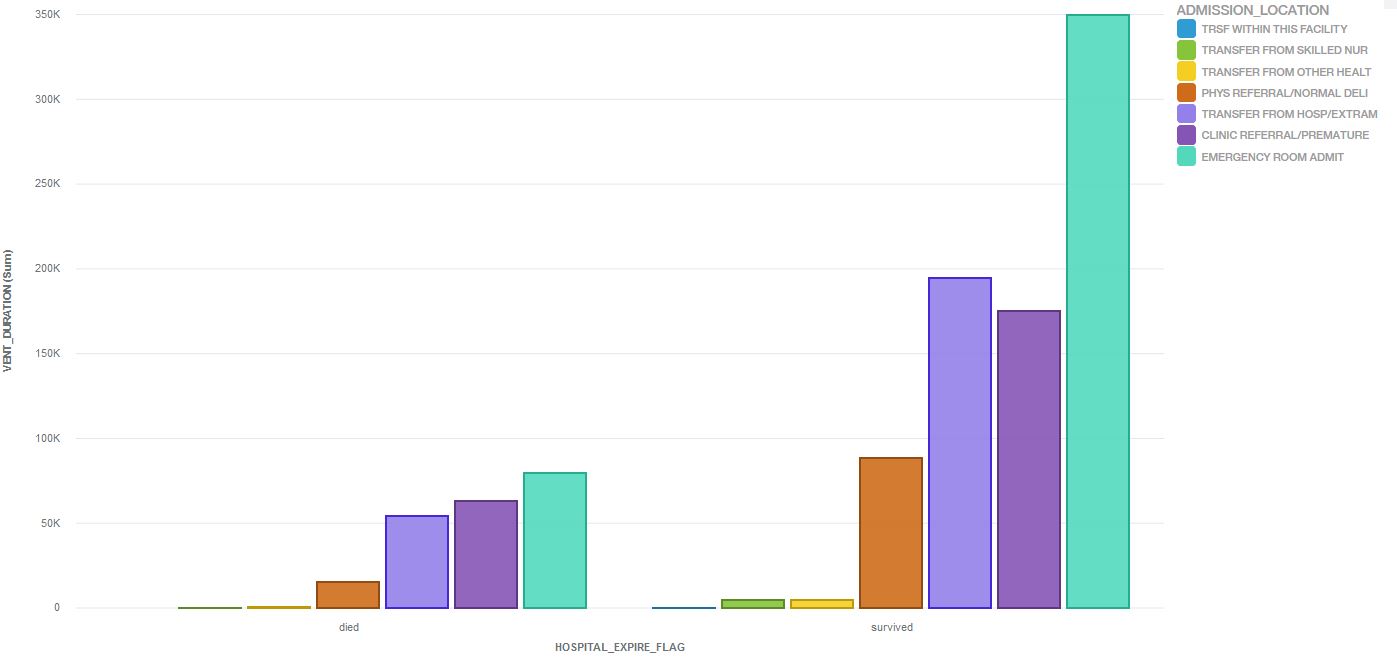 ADMISSION_LOCATION
TRSF WITHIN THIS FACILITY
TRANSFER FROM SKILLED NUR
TRANSFER FROM OTHER HEALT
PHYS REFERRAL/NORMAL DELI
TRANSFER FROM HOSP/EXTRAM
CLINIC REFERRAL/PREMATURE
EMERGENCY ROOM ADMIT
VENT_DURATION (Sum)
350K
300K
250K
200K
150K
100K
50K
0
died
survived
HOSPITAL_EXPIRE_FLAG